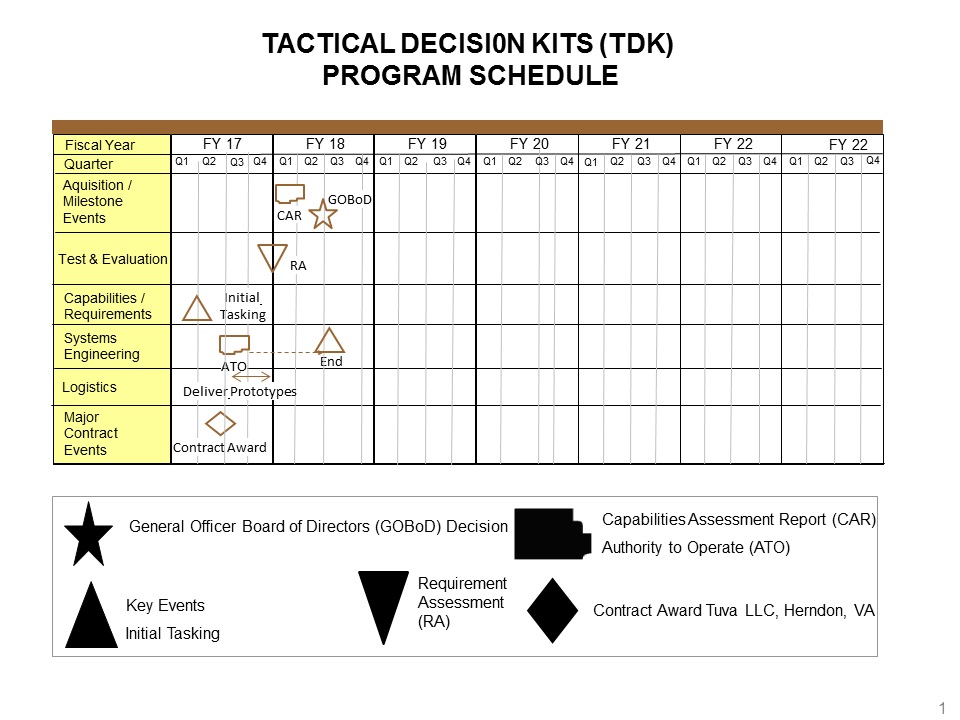 TACTICAL DECISI0N KITS (TDK)
PROGRAM SCHEDULE
Fiscal Year FY 17 FY 18 FY 19 FY 20 FY 21 FY 22 FY 22
Quarter Q1 Q2 Q3 Q4 Q1 Q2 Q3 Q4 Q1 Q2 Q3 Q4 Q1 Q2 Q3 Q4 Q1 Q2 Q3 Q4 Q1 Q2 Q3 Q4 Q1 Q2 Q3 Q4
Aquisition /
Milestone
Events
CAR
GOBoD
Test & Evaluation
RA
Capabilities /
Requirements
Initial
Tasking
Systems
Engineering
ATO
End
Logistics
Deliver Prototypes
Major
Contract
Events
Contract Award
General Officer Board of Directors (GOBoD) Decision
Capabilities Assessment Report (CAR)
Authority to Operate (ATO)
Key Events
Initial Tasking
Requirement
Assessment
(RA)
Contract Award Tuva LLC, Herndon, VA
1